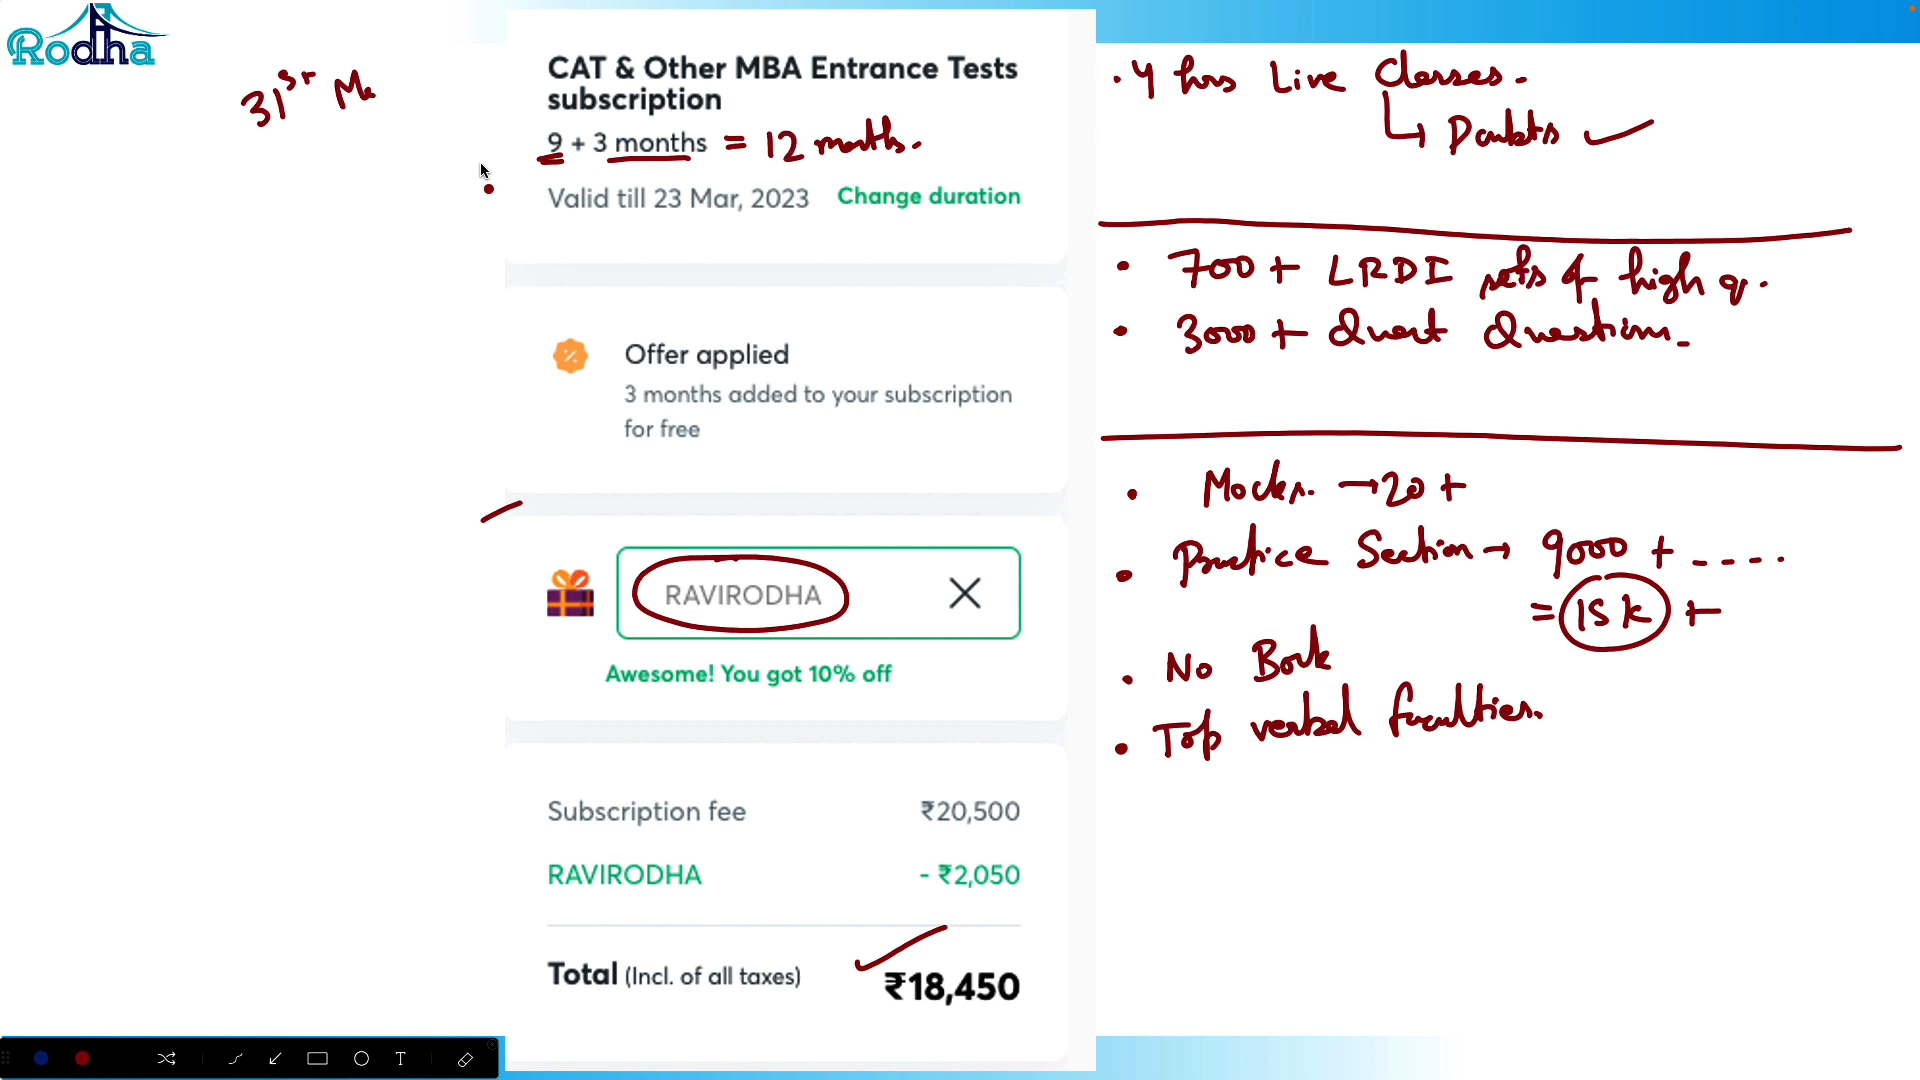 Rodha
31st Ma
CAT & Other MBA Entrance Tests
subscription
9 + 3 months = 12 months.
Valid till 23 Mar, 2023 Change duration
Offer applied
3 months added to your subscription
for free
RAVIRODHA
Awesome! You got 10% off
Subscription fee ₹20,500
RAVIRODHA - ₹2,050
Total (Incl. of all taxes) ₹18,450
T
• 4 hrs Live Classes.
↳ Doubts ✓
• 700 + LRDI sets of high q.
• 3000 + Quant Questions.
• Mocks. → 20 +
• Practice Section → 9000 + ----.
= 15k +
• No Book
• Top verbal faculties.